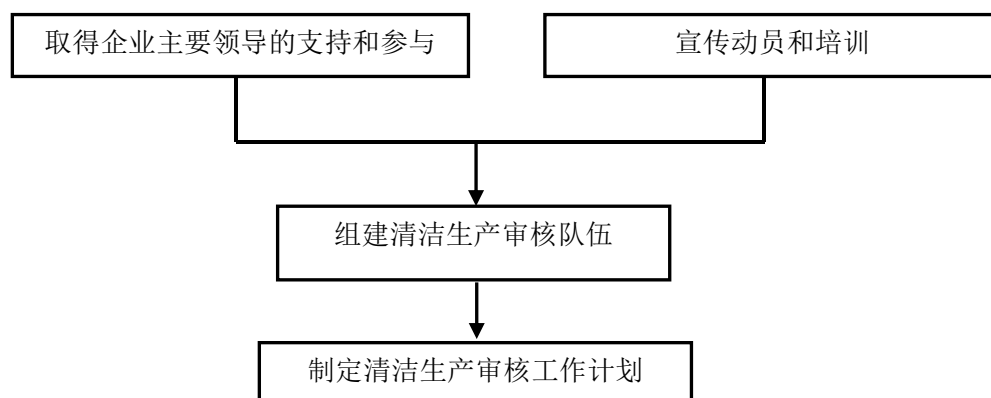 取得企业主要领导的支持和参与
宣传动员和培训
组建清洁生产审核队伍
制定清洁生产审核工作计划